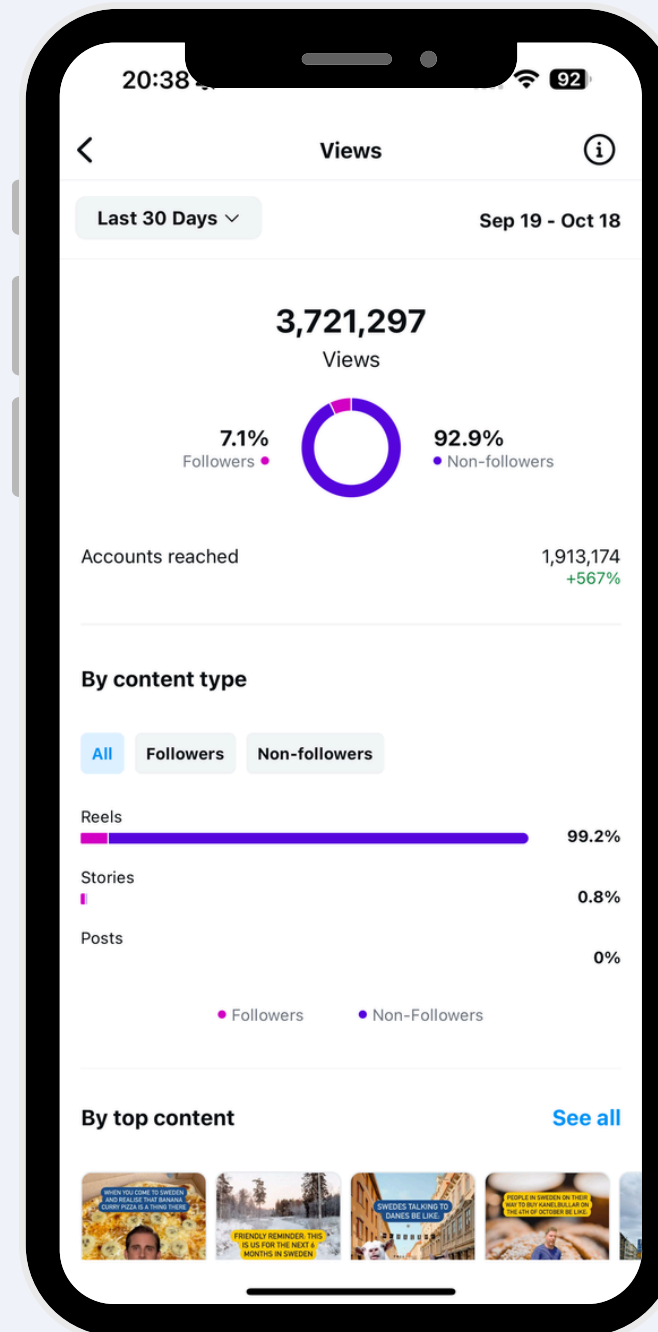 20:38
92
Views
Last 30 Days
Sep 19 - Oct 18
3,721,297
Views
7.1%
Followers
92.9%
Non-followers
Accounts reached
1,913,174
+567%
By content type
All
Followers
Non-followers
Reels
99.2%
Stories
0.8%
Posts
0%
Followers
Non-Followers
By top content
See all
WHEN YOU COME TO SWEDEN
AND REALISE THAT BANANA
CURRY PIZZA IS A THING THERE
FRIENDLY REMINDER: THIS
IS US FOR THE NEXT 6
MONTHS IN SWEDEN
SWEDES TALKING TO
DANES BE LIKE:
PEOPLE IN SWEDEN ON THEIR
WAY TO BUY KANELBULLAR ON
THE 4TH OF OCTOBER BE LIKE: